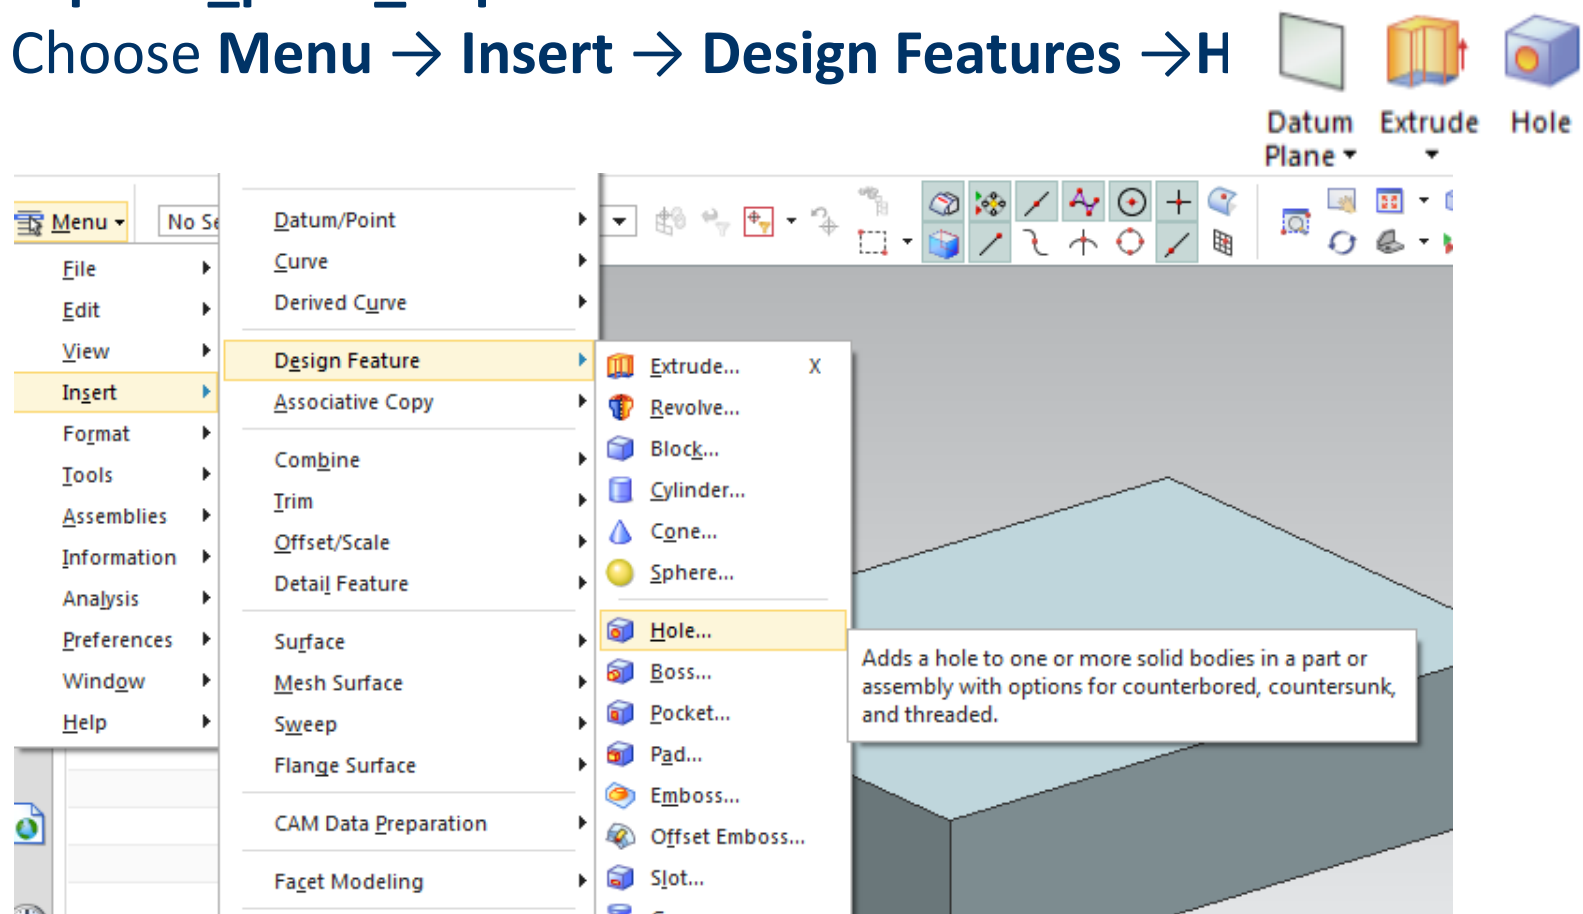 Choose Menu → Insert → Design Features →H
Datum Plane
Extrude
Hole
Menu
No Se
File
Edit
View
Insert
Format
Tools
Assemblies
Information
Analysis
Preferences
Window
Help
Datum/Point
Curve
Derived Curve
Design Feature
Associative Copy
Combine
Trim
Offset/Scale
Detail Feature
Surface
Mesh Surface
Sweep
Flange Surface
CAM Data Preparation
Facet Modeling
Extrude... X
Revolve...
Block...
Cylinder...
Cone...
Sphere...
Hole...
Boss...
Pocket...
Pad...
Emboss...
Offset Emboss...
Slot...
Adds a hole to one or more solid bodies in a part or
assembly with options for counterbored, countersunk,
and threaded.